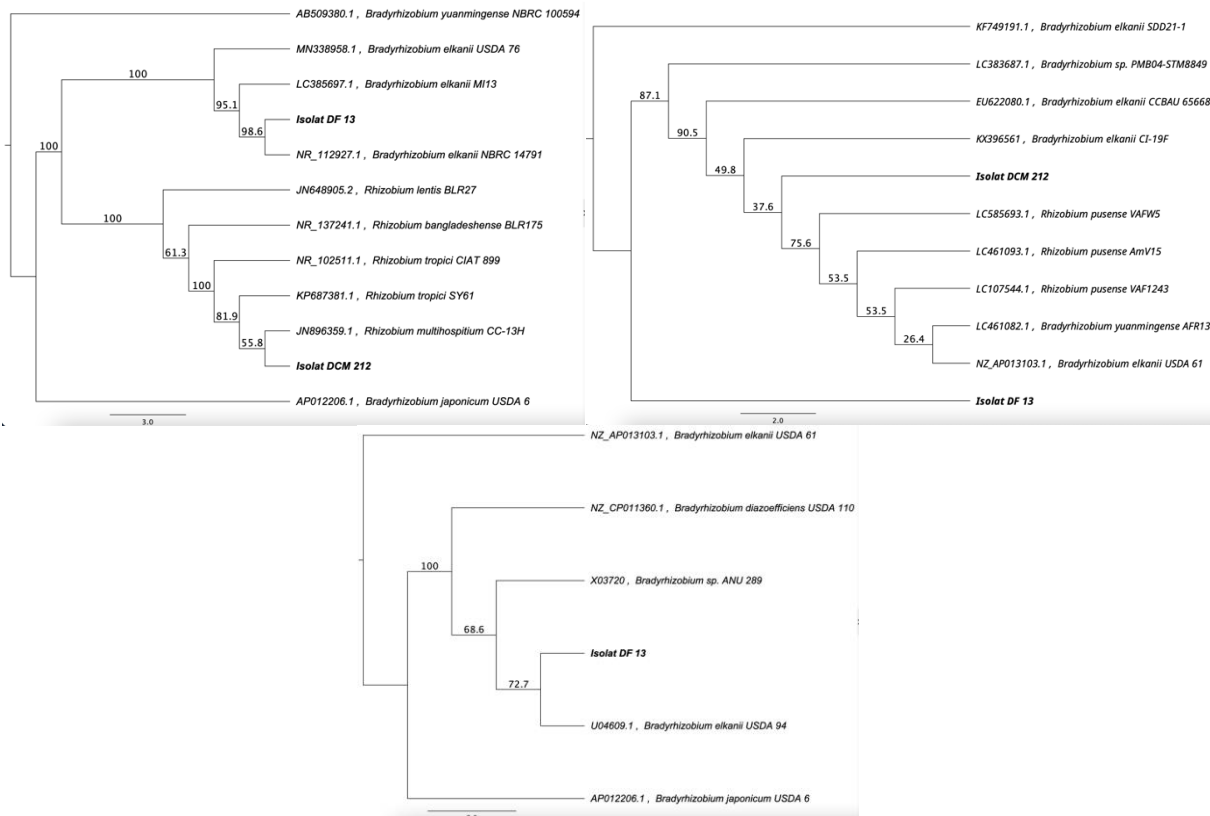 AB509380.1 , Bradyrhizobium yuanmingense NBRC 100594
MN338958.1 , Bradyrhizobium elkanii USDA 76
100
LC385697.1 , Bradyrhizobium elkanii MI13
95.1
Isolat DF 13
98.6
100
NR_112927.1 , Bradyrhizobium elkanii NBRC 14791
JN648905.2 , Rhizobium lentis BLR27
100
NR_137241.1 , Rhizobium bangladeshense BLR175
61.3
NR_102511.1 , Rhizobium tropici CIAT 899
100
KP687381.1 , Rhizobium tropici SY61
81.9
JN896359.1 , Rhizobium multihospitium CC-13H
55.8
Isolat DCM 212
AP012206.1 , Bradyrhizobium japonicum USDA 6
3.0
KF749191.1 , Bradyrhizobium elkanii SDD21-1
LC383687.1 , Bradyrhizobium sp. PMB04-STM8849
87.1
EU622080.1 , Bradyrhizobium elkanii CCBAU 65668
90.5
KX396561 , Bradyrhizobium elkanii CI-19F
49.8
Isolat DCM 212
37.6
LC585693.1 , Rhizobium pusense VAFW5
75.6
LC461093.1 , Rhizobium pusense AmV15
53.5
LC107544.1 , Rhizobium pusense VAF1243
53.5
LC461082.1 , Bradyrhizobium yuanmingense AFR13
26.4
NZ_AP013103.1 , Bradyrhizobium elkanii USDA 61
Isolat DF 13
2.0
NZ_AP013103.1 , Bradyrhizobium elkanii USDA 61
NZ_CP011360.1 , Bradyrhizobium diazoefficiens USDA 110
100
X03720 , Bradyrhizobium sp. ANU 289
68.6
Isolat DF 13
72.7
U04609.1 , Bradyrhizobium elkanii USDA 94
AP012206.1 , Bradyrhizobium japonicum USDA 6